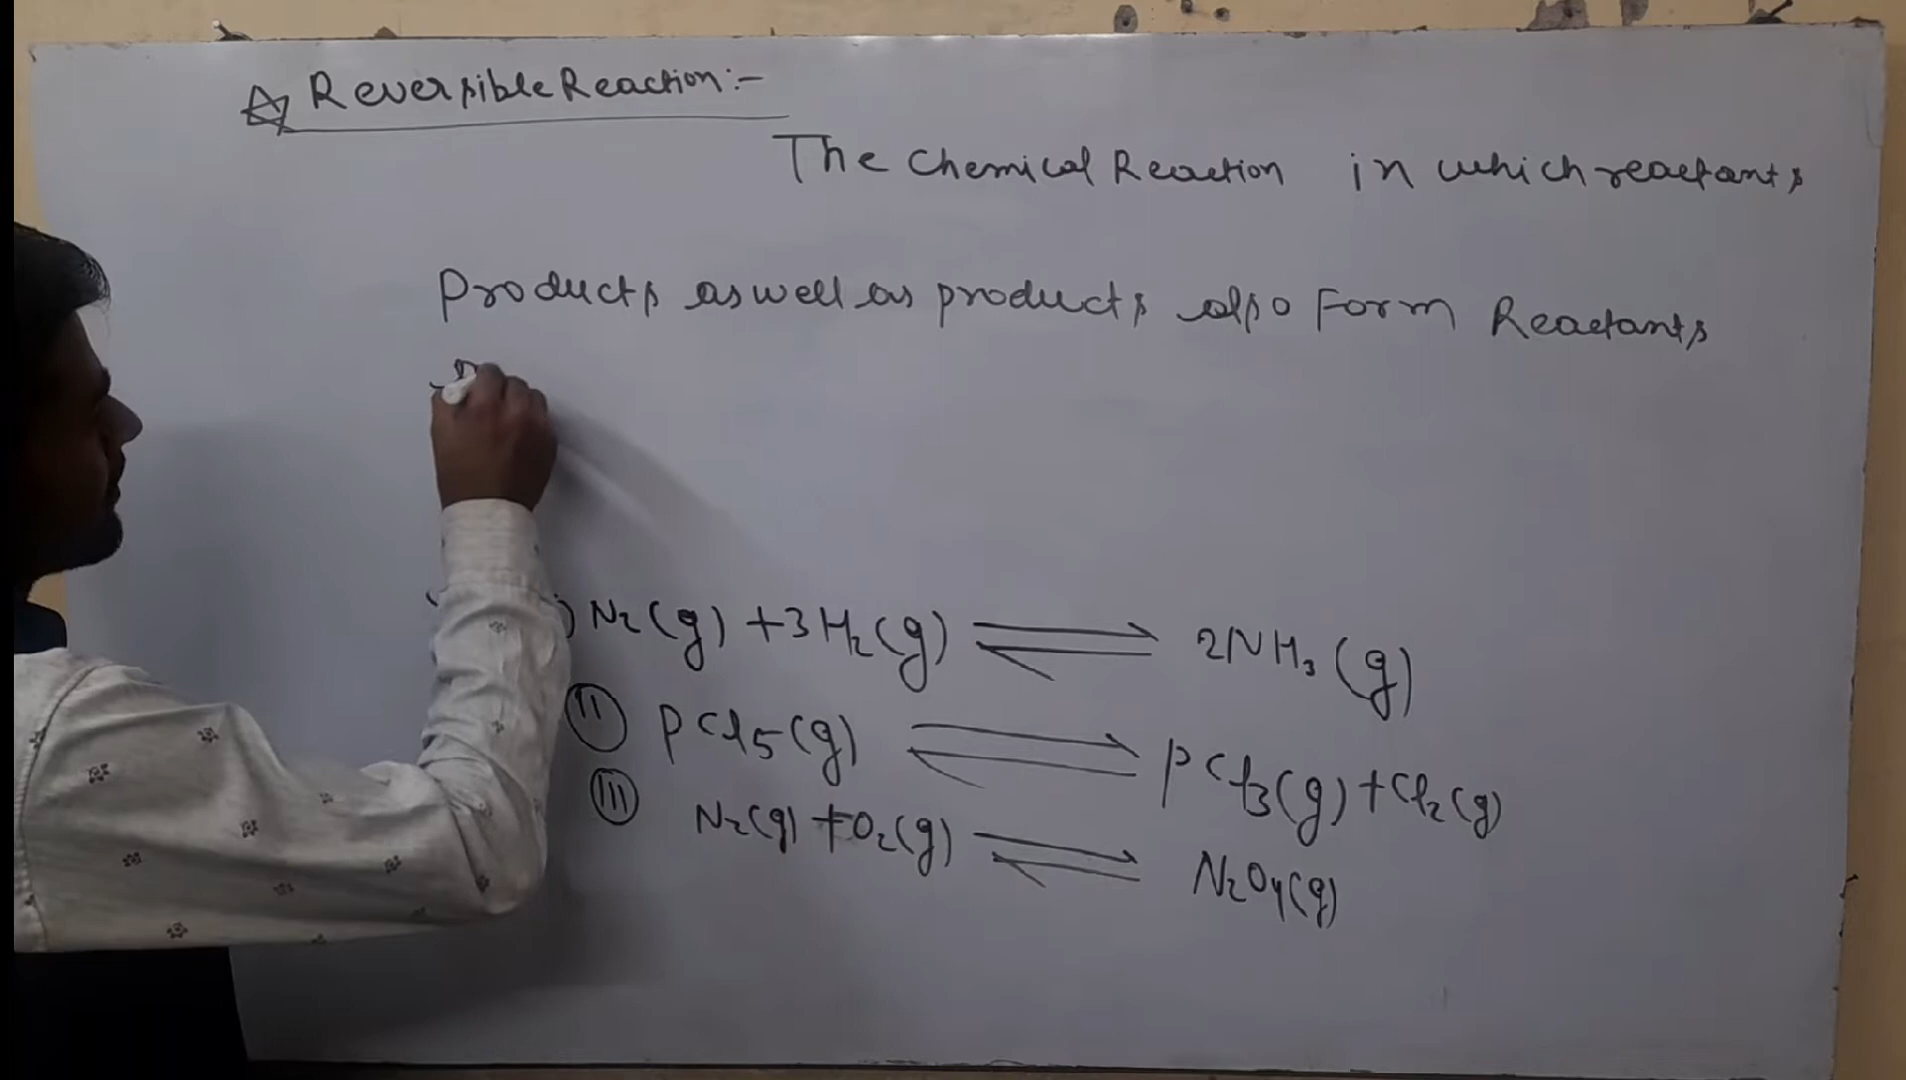 Reversible Reaction:-
The Chemical Reaction in which reactants
Products as well as products also Form Reactants
) N₂(g) + 3H₂(g) ⇌ 2NH₃(g)
(II) PCl5(g) ⇌ PCl3(g) + Cl₂(g)
(III) N₂(g) + O₂(g) ⇌ N₂O4(g)